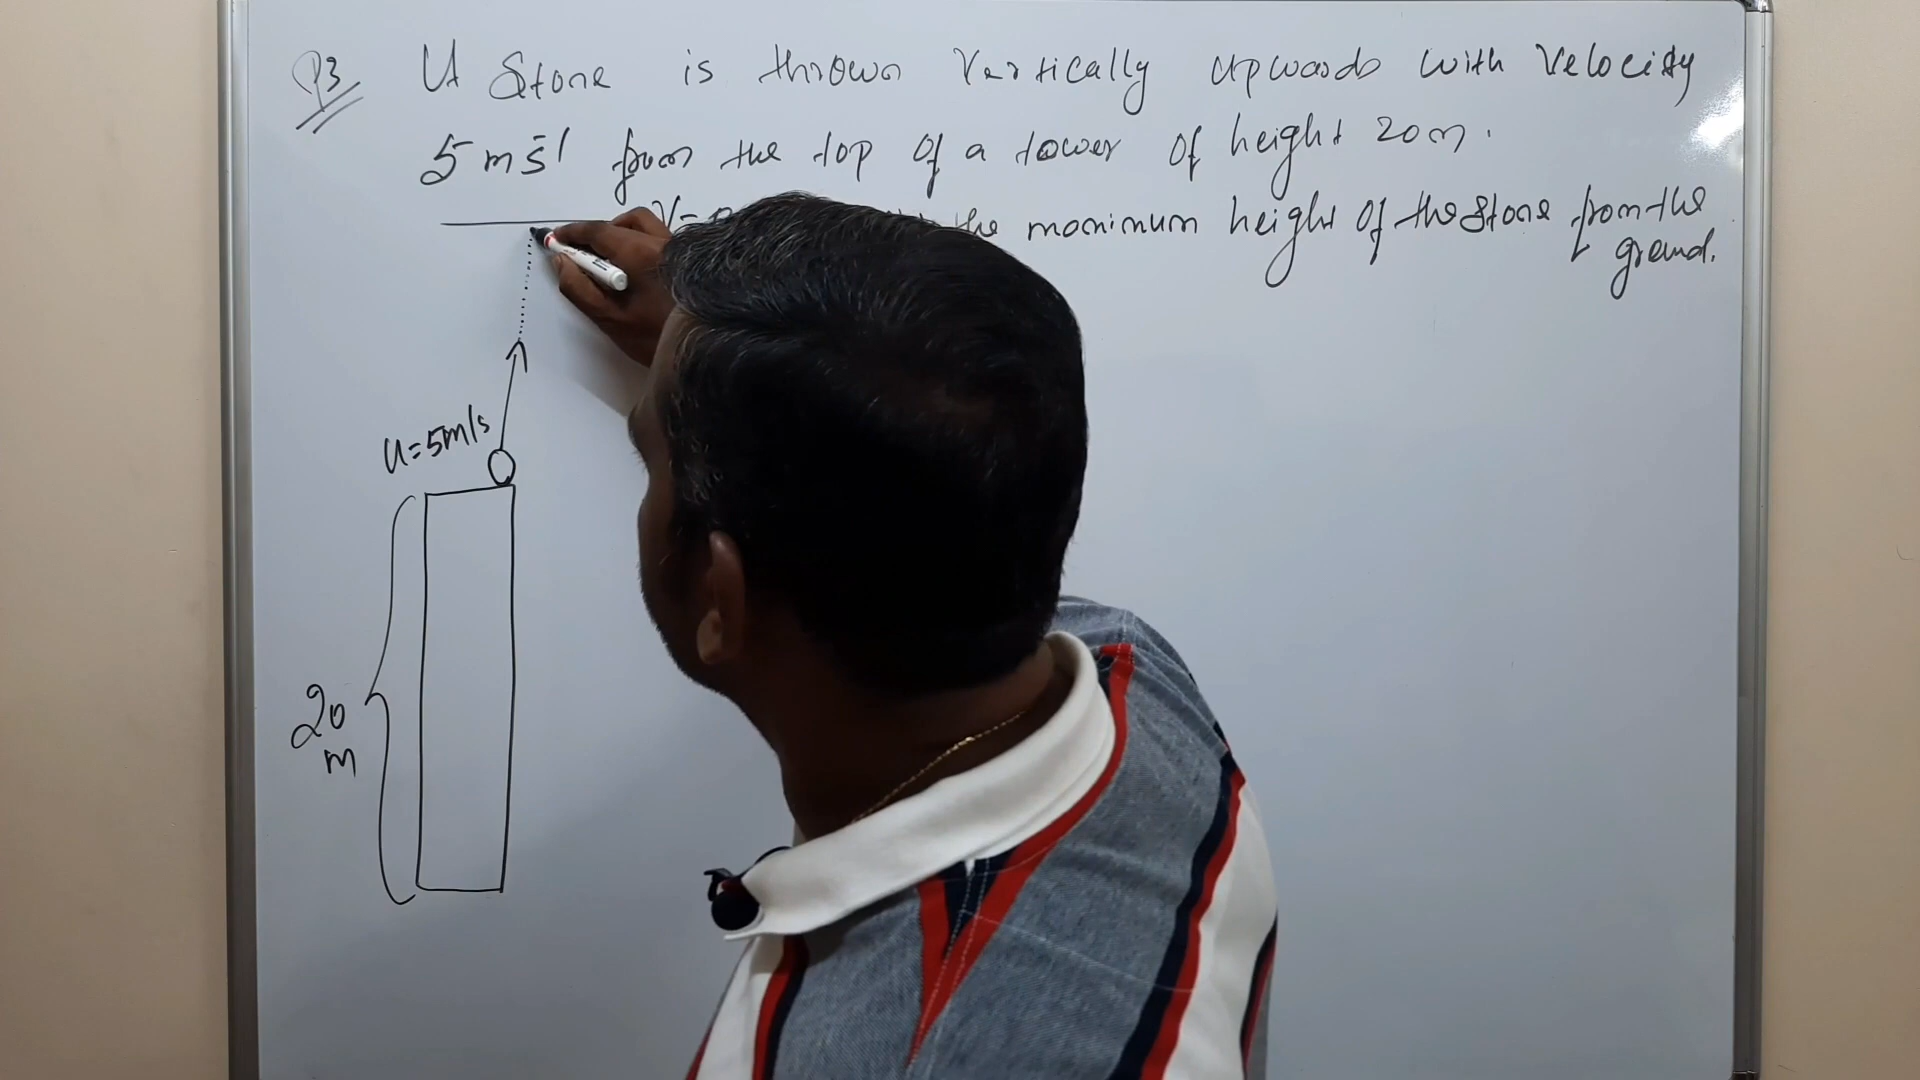 Q3 A Stone is thrown Vertically upwards with Velocity
5 ms-1 from the top of a tower of height 20m.
V=0 the maximum height of the Stone from the
ground.
u=5m/s
20
m